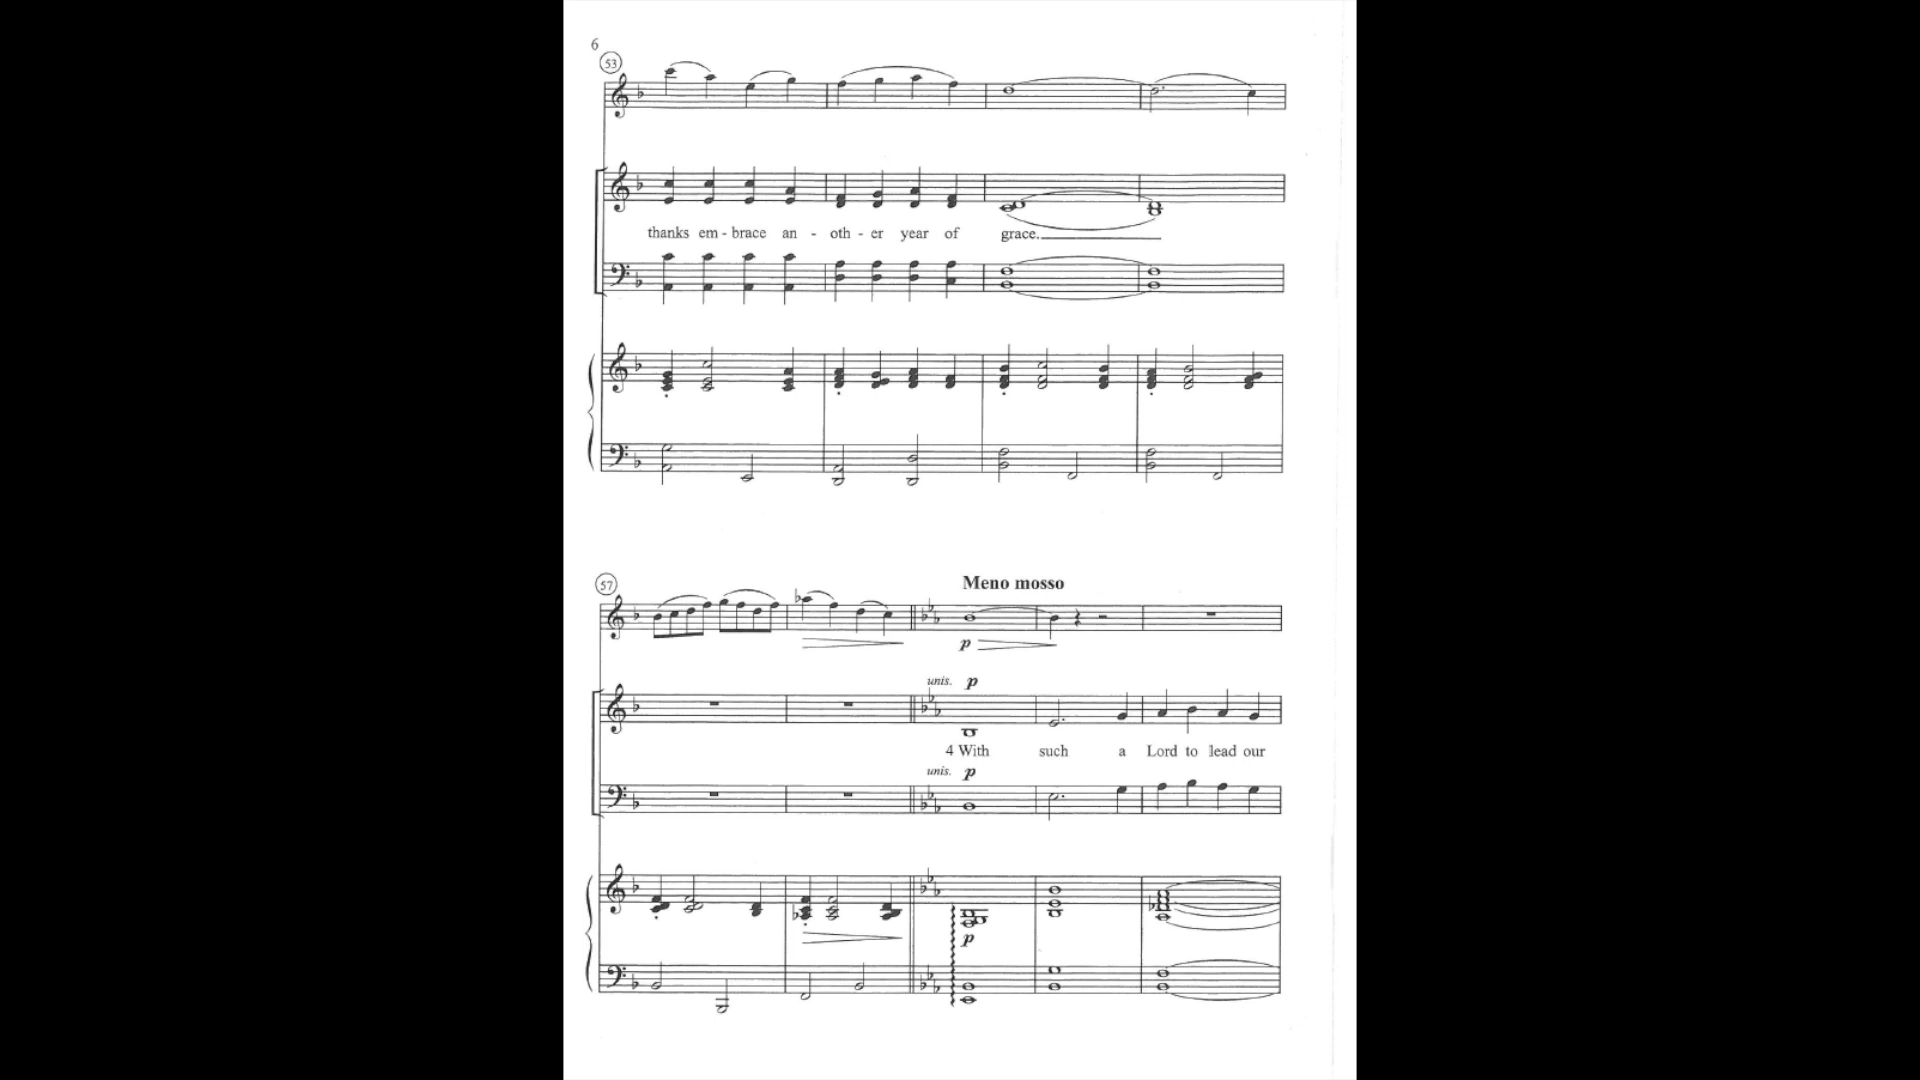 6
53
thanks em - brace an - oth - er year of grace.
57
Meno mosso
p
unis. p
4 With such a Lord to lead our
unis. p
p